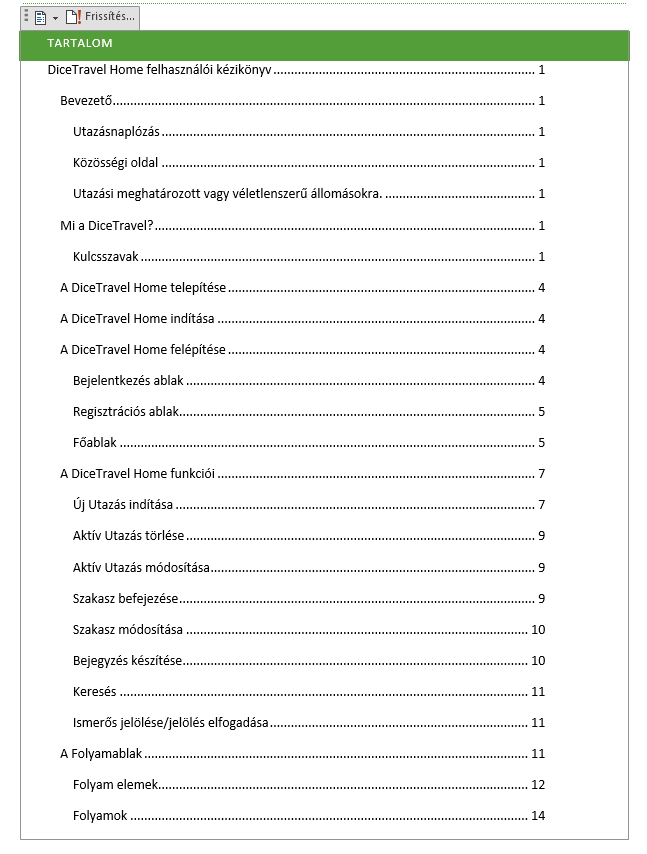 Frissítés...
TARTALOM
DiceTravel Home felhasználói kézikönyv 1
Bevezető 1
Utazásnaplózás 1
Közösségi oldal 1
Utazási meghatározott vagy véletlenszerű állomásokra. 1
Mi a DiceTravel? 1
Kulcsszavak 1
A DiceTravel Home telepítése 4
A DiceTravel Home indítása 4
A DiceTravel Home felépítése 4
Bejelentkezés ablak 4
Regisztrációs ablak 5
Főablak 5
A DiceTravel Home funkciói 7
Új Utazás indítása 7
Aktív Utazás törlése 9
Aktív Utazás módosítása 9
Szakasz befejezése 9
Szakasz módosítása 10
Bejegyzés készítése 10
Keresés 11
Ismerős jelölése/jelölés elfogadása 11
A Folyamablak 11
Folyam elemek 12
Folyamok 14